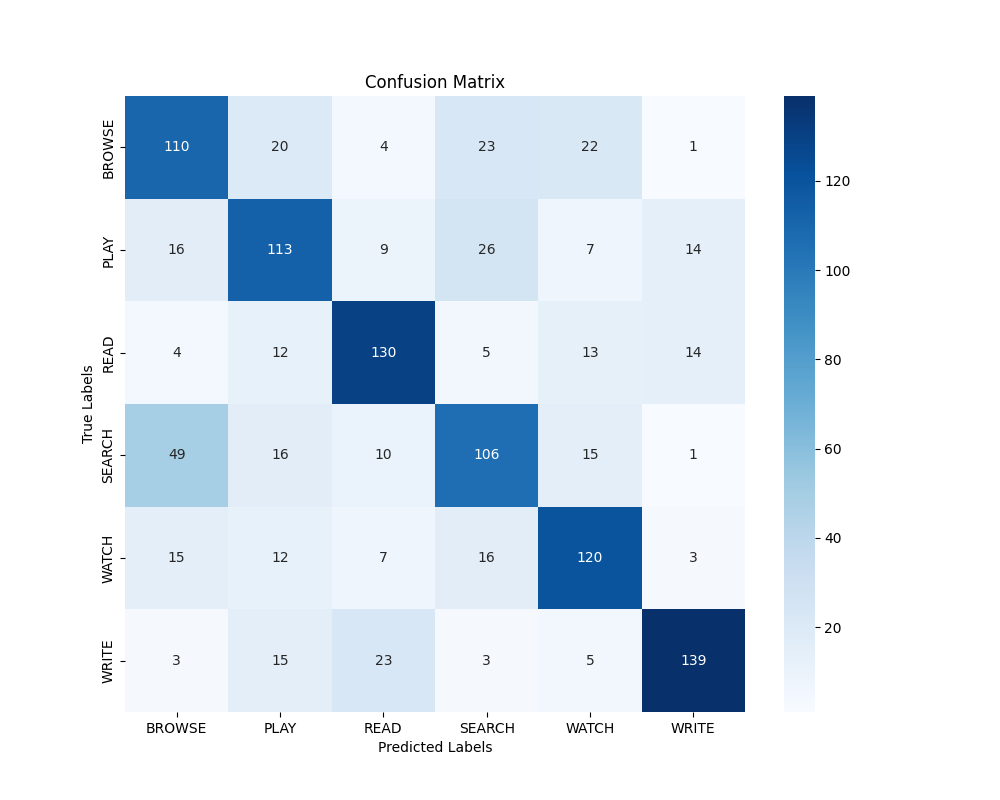 Confusion Matrix
BROWSE 110 20 4 23 22 1
PLAY 16 113 9 26 7 14
READ 4 12 130 5 13 14
SEARCH 49 16 10 106 15 1
WATCH 15 12 7 16 120 3
WRITE 3 15 23 3 5 139
BROWSE PLAY READ SEARCH WATCH WRITE
Predicted Labels
True Labels
120
100
80
60
40
20